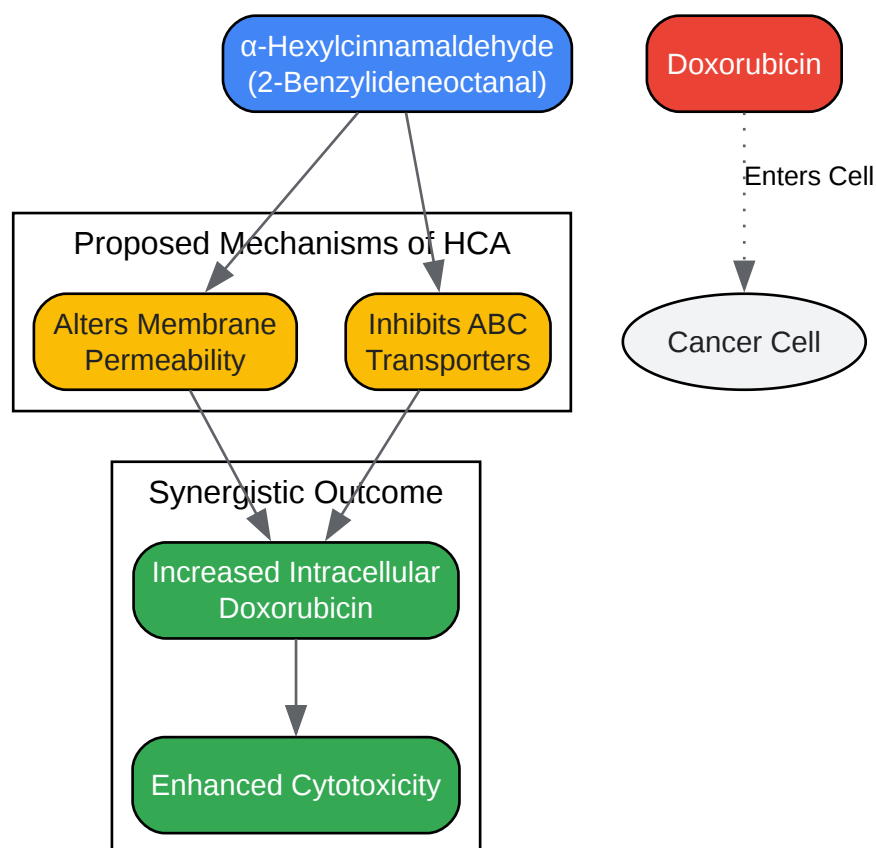 α-Hexylcinnamaldehyde
(2-Benzylideneoctanal)
Doxorubicin
Enters Cell
Proposed Mechanisms of HCA
Alters Membrane
Permeability
Inhibits ABC
Transporters
Cancer Cell
Synergistic Outcome
Increased Intracellular
Doxorubicin
Enhanced Cytotoxicity